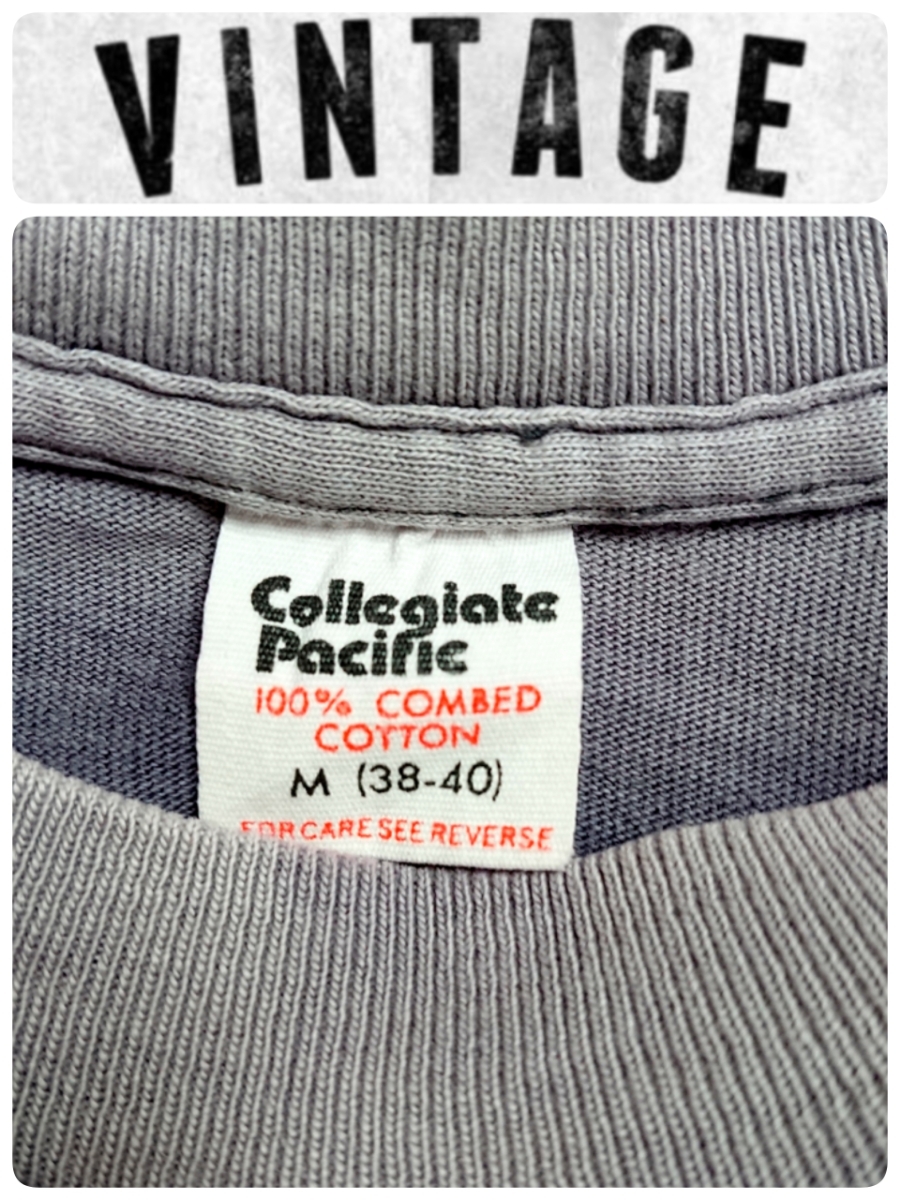 VINTAGE
Collegiate
Pacific
100% COMBED
COTTON
M (38-40)
FOR CARE SEE REVERSE